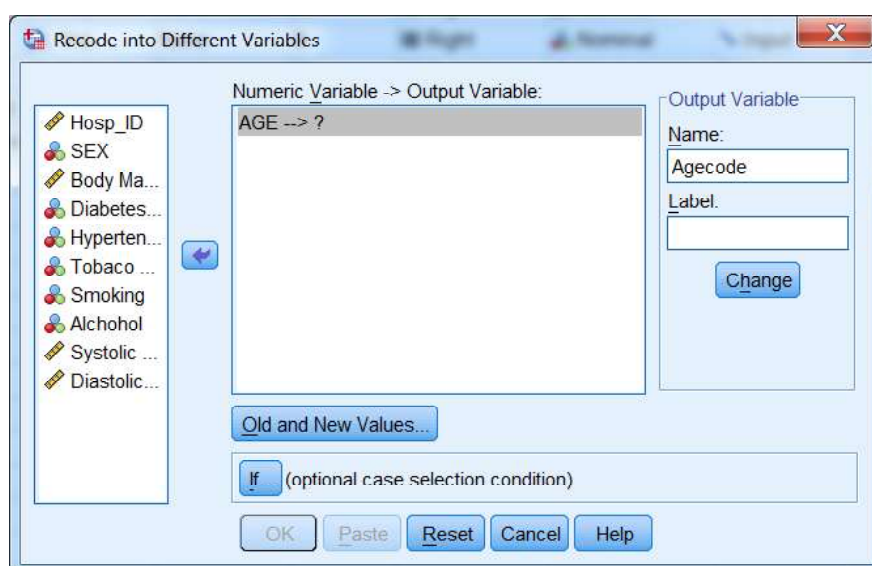 Recode into Different Variables
Numeric Variable -> Output Variable:
Hosp_ID
SEX
Body Ma...
Diabetes...
Hyperten...
Tobaco ...
Smoking
Alchohol
Systolic ...
Diastolic...
AGE --> ?
Output Variable
Name:
Agecode
Label.
Change
Old and New Values...
If (optional case selection condition)
OK Paste Reset Cancel Help